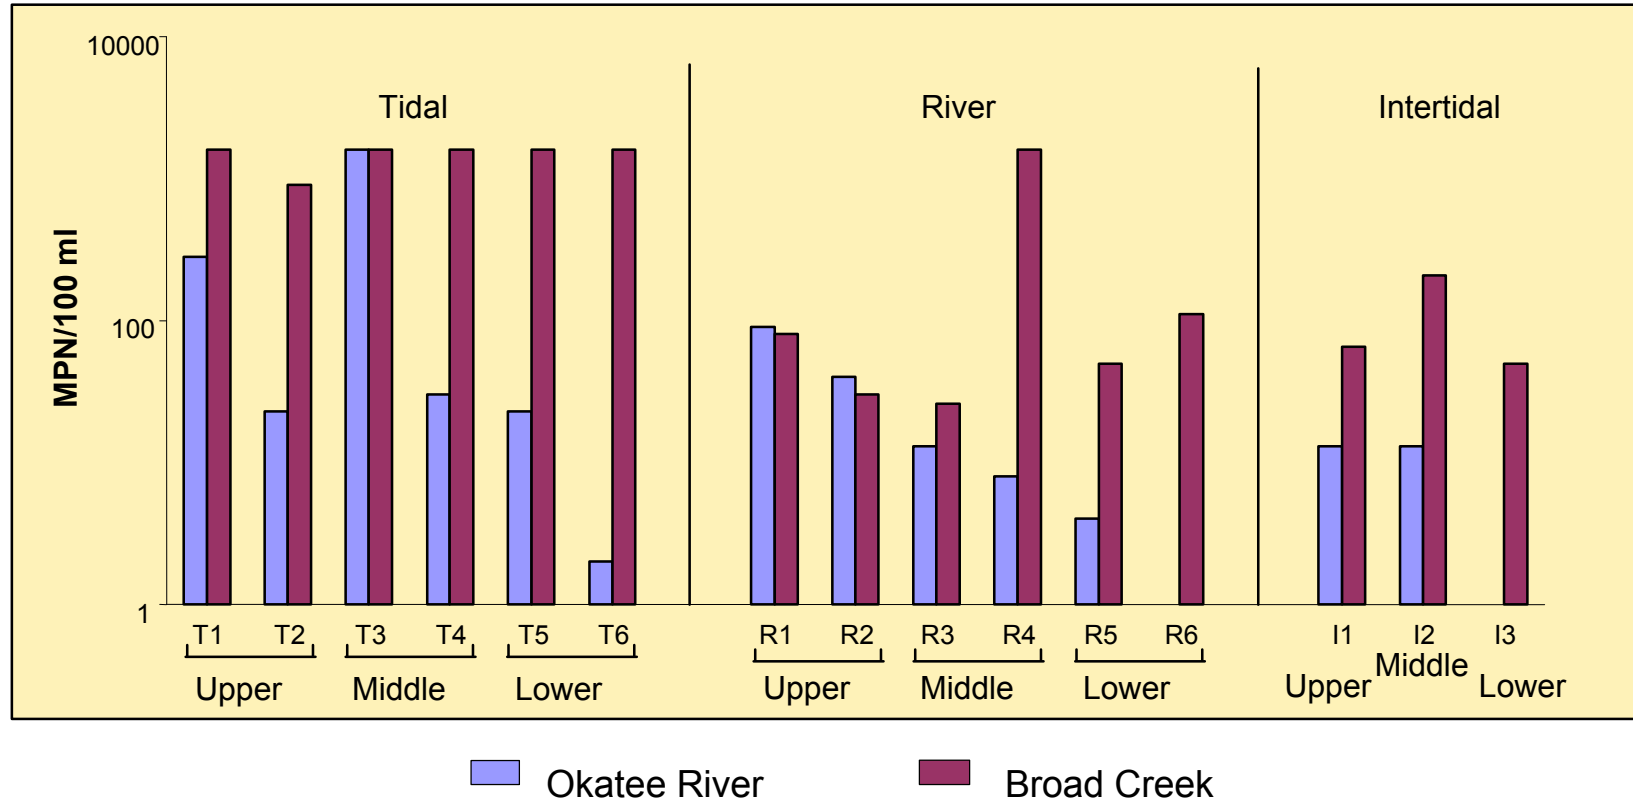 10000
Tidal River Intertidal
MPN/100 ml
100
1
T1 T2 T3 T4 T5 T6 R1 R2 R3 R4 R5 R6 I1 I2 I3
Upper Middle Lower Upper Middle Lower Upper Middle Lower
Okatee River Broad Creek